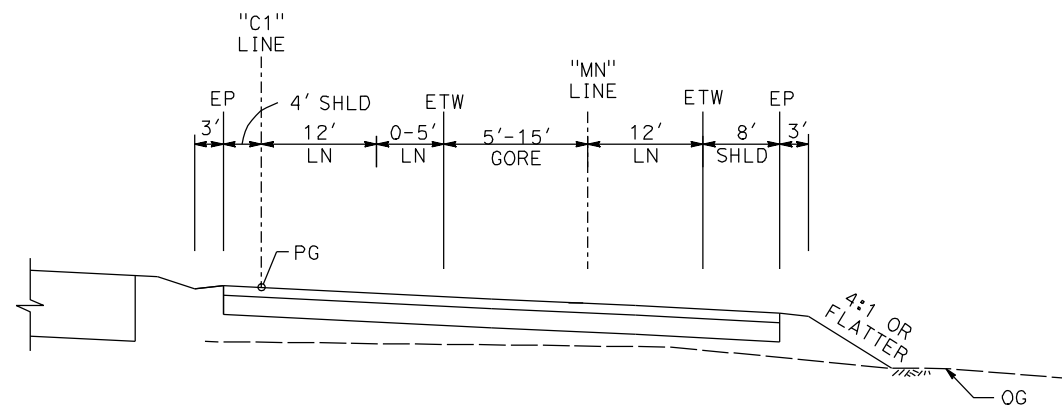 "C1"
LINE
"MN"
LINE
EP
4' SHLD
ETW
ETW
EP
3'
12'
LN
0-5'
LN
5'-15'
GORE
12'
LN
8'
SHLD
3'
PG
4:1 OR
FLATTER
OG